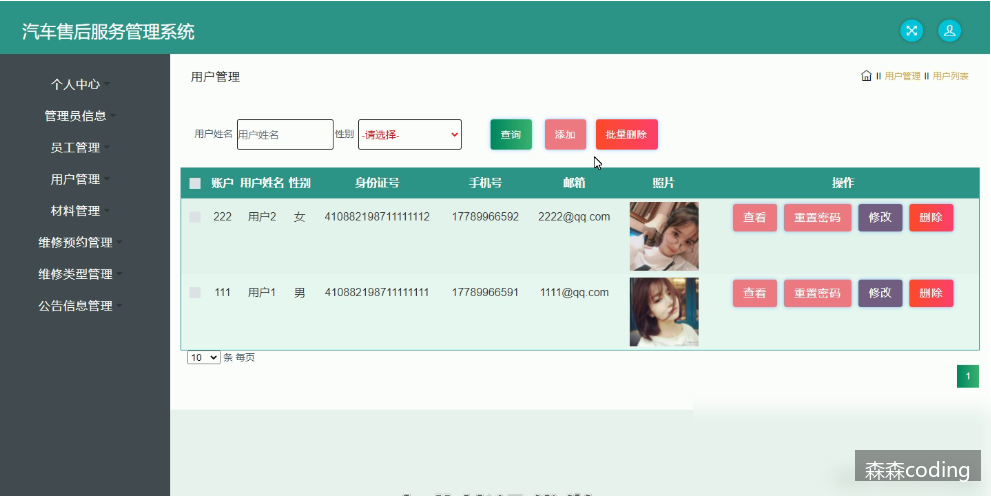 汽车售后服务管理系统
个人中心
管理员信息
员工管理
用户管理
材料管理
维修预约管理
维修类型管理
公告信息管理
用户管理
II 用户管理 II 用户列表
用户姓名 用户姓名 性别 -请选择- 查询 添加 批量删除
账户 用户姓名 性别 身份证号 手机号 邮箱 照片 操作
222 用户2 女 410882198711111112 17789966592 2222@qq.com 查看 重置密码 修改 删除
111 用户1 男 410882198711111111 17789966591 1111@qq.com 查看 重置密码 修改 删除
10 条 每页
1
森森coding